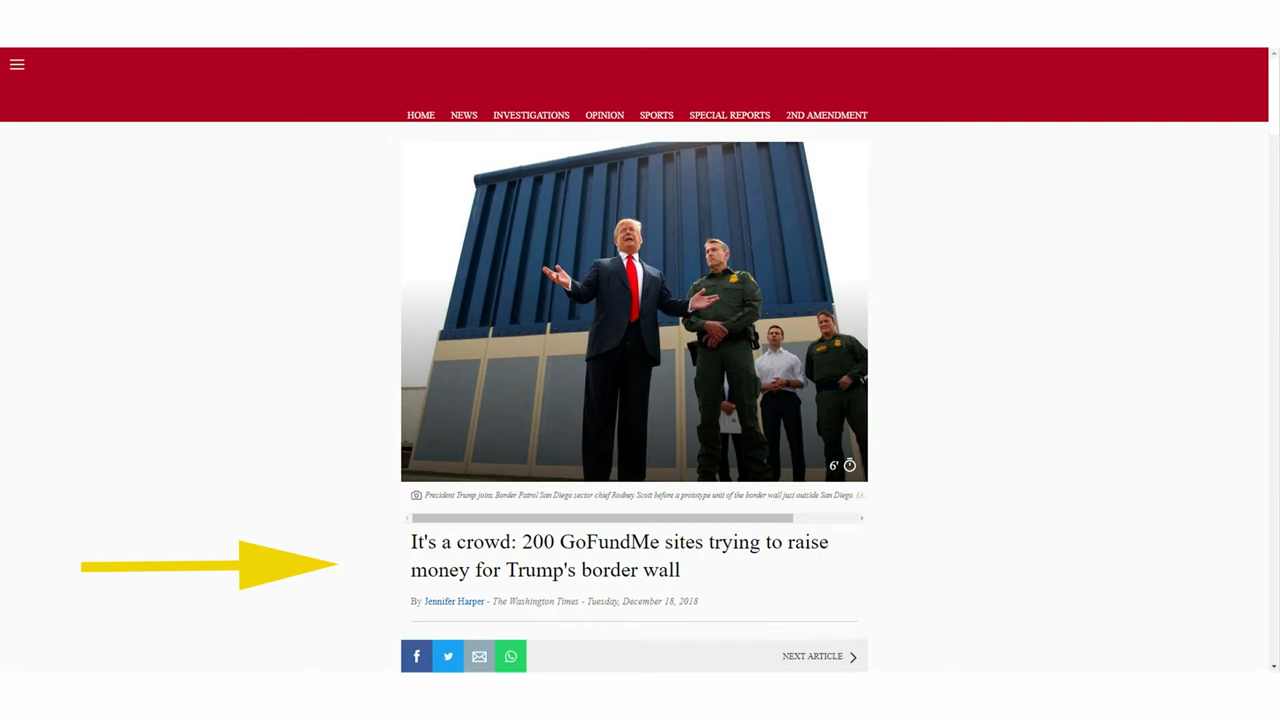 HOME NEWS INVESTIGATIONS OPINION SPORTS SPECIAL REPORTS 2ND AMENDMENT
6'
President Trump joins Border Patrol San Diego sector chief Rodney Scott before a prototype unit of the border wall just outside San Diego.
It's a crowd: 200 GoFundMe sites trying to raise
money for Trump's border wall
By Jennifer Harper - The Washington Times - Tuesday, December 18, 2018
NEXT ARTICLE